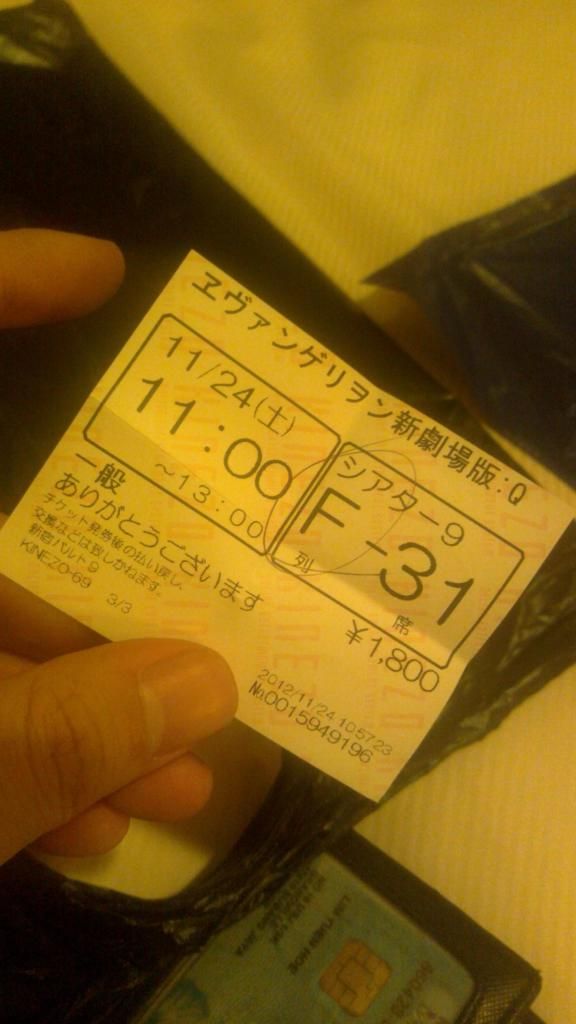 ヱヴァンゲリヲン新劇場版:Q
11/24(土)
11:00
~13:00
シアター9
F-31
列 席
一般
¥1,800
ありがとうございます
チケット発券後の払い戻し、
交換などは致しかねます。
新宿バルト9
KINEZO-69 3/3
2012/11/24 10:57:23
№0015949196